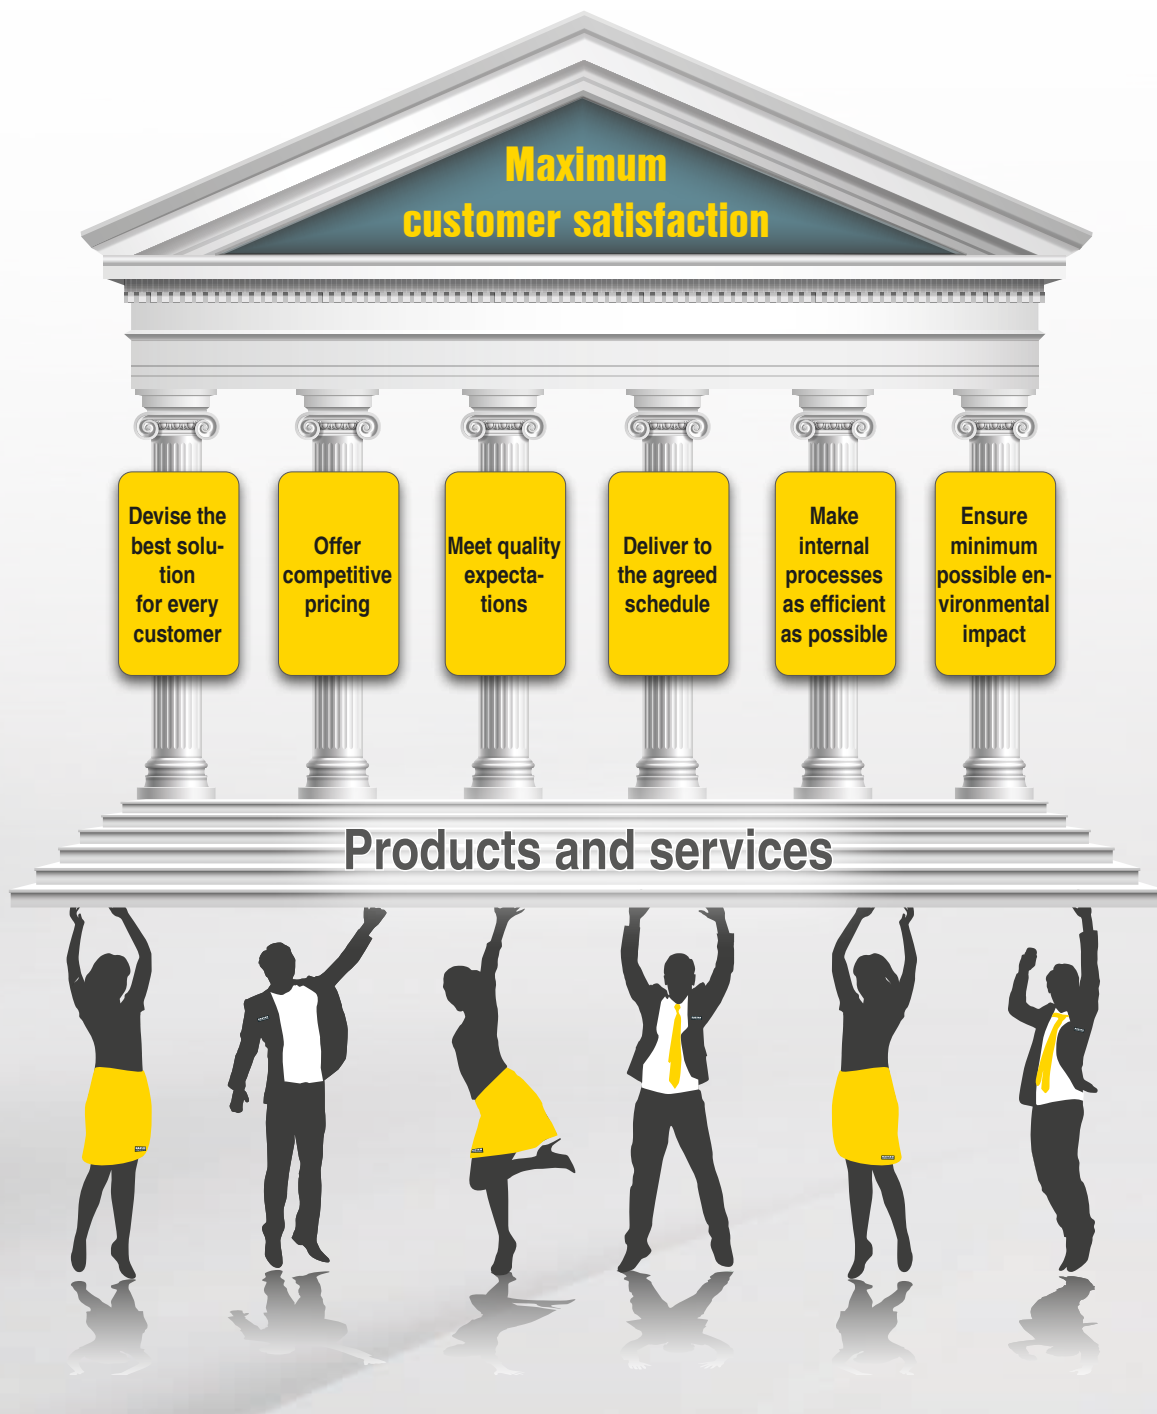 Maximum
customer satisfaction
Devise the
best solu-
tion
for every
customer
Offer
competitive
pricing
Meet quality
expecta-
tions
Deliver to
the agreed
schedule
Make
internal
processes
as efficient
as possible
Ensure
minimum
possible en-
vironmental
impact
Products and services